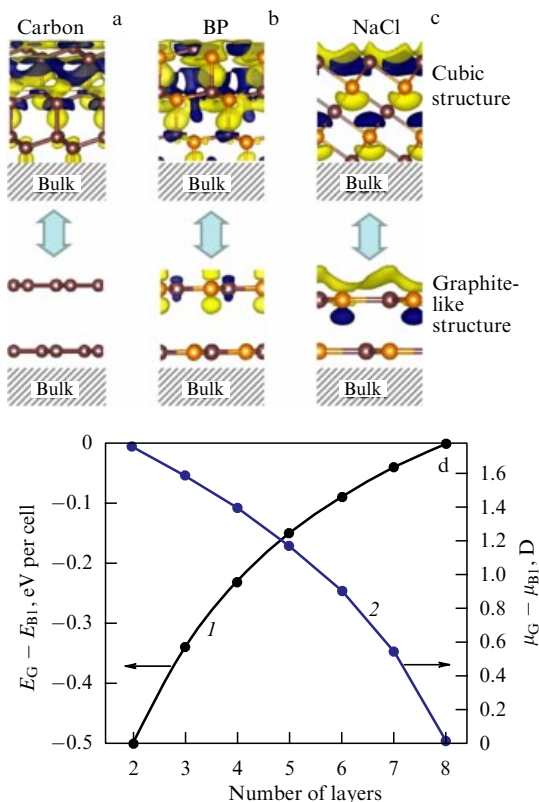 Carbon a
BP b
NaCl c
Cubic
structure
Bulk
Bulk
Bulk
Graphite-
like
structure
Bulk
Bulk
Bulk
d
0
−0.1
−0.2
−0.3
−0.4
−0.5
E_G − E_B1, eV per cell
1
2
1.6
1.4
1.2
1.0
0.8
0.6
0.4
0.2
0
μ_G − μ_B1, D
2 3 4 5 6 7 8
Number of layers